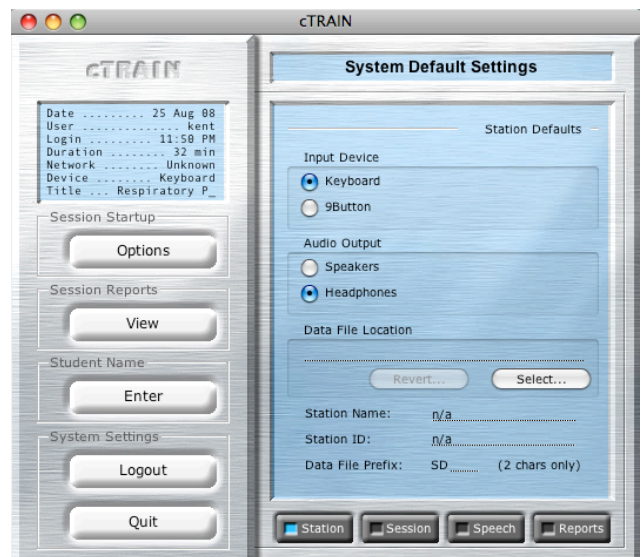 cTRAIN
cTRAIN
Date ......... 25 Aug 08
User .............. kent
Login ......... 11:50 PM
Duration ........ 32 min
Network ........ Unknown
Device ........ Keyboard
Title ... Respiratory P_
Session Startup
Options
Session Reports
View
Student Name
Enter
System Settings
Logout
Quit
System Default Settings
Station Defaults
Input Device
Keyboard
9Button
Audio Output
Speakers
Headphones
Data File Location
Revert... Select...
Station Name: n/a
Station ID: n/a
Data File Prefix: SD (2 chars only)
Station Session Speech Reports